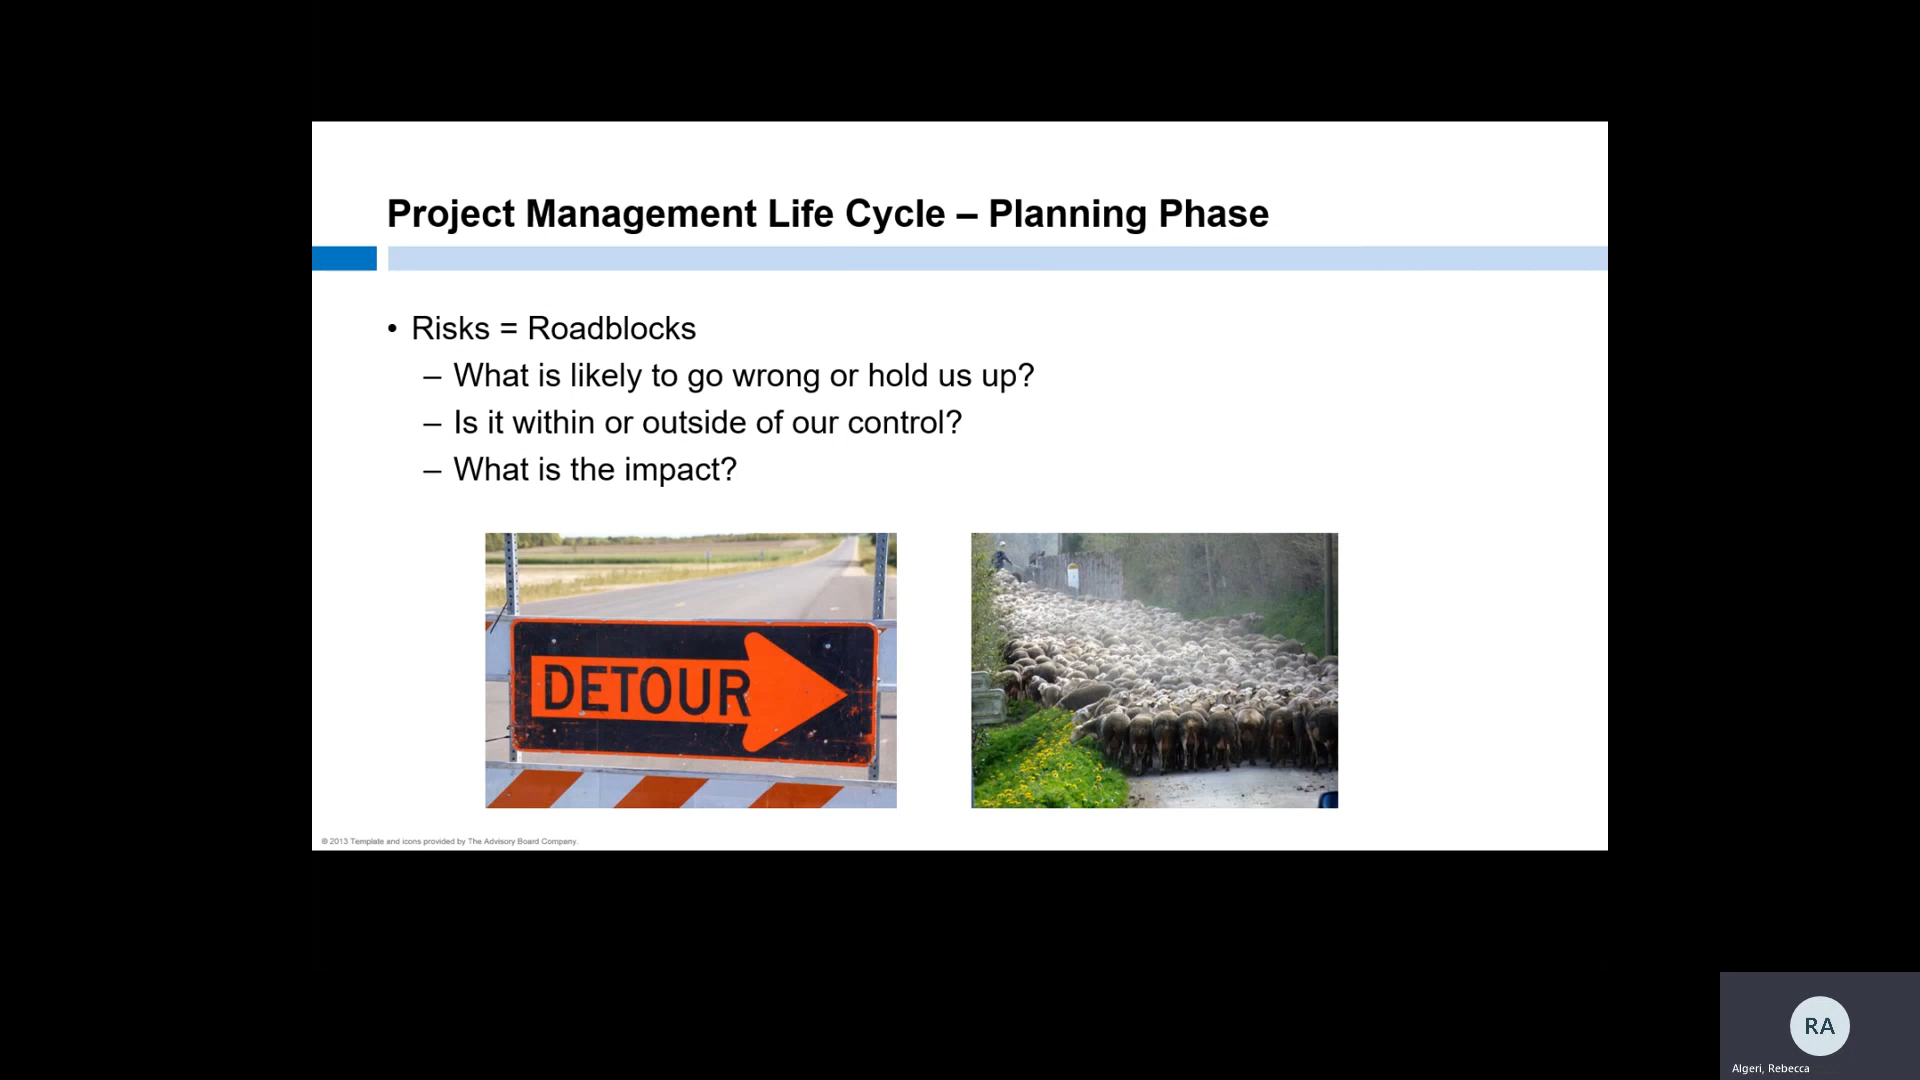 Project Management Life Cycle – Planning Phase
• Risks = Roadblocks
– What is likely to go wrong or hold us up?
– Is it within or outside of our control?
– What is the impact?
DETOUR
© 2013 Template and icons provided by The Advisory Board Company.
RA
Algeri, Rebecca